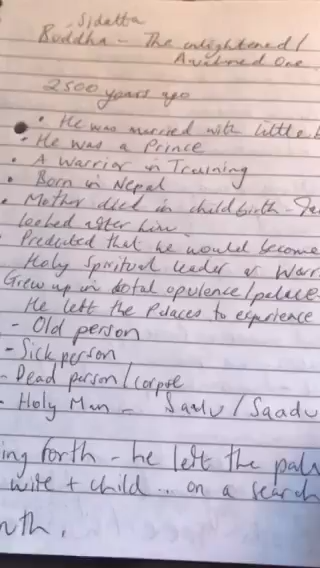 Sidatta
Buddha - The enlightened/
Awakened One
2500 years ago
• He was married with little b
- He was a Prince
• A Warrior in Training
• Born in Nepal
• Mother died in childbirth -
looked after him
• Predicted that he would become
Holy Spiritual leader or Warr
Grew up in total opulence/palace
He left the Palaces to experience
- Old person
- Sick person
- Dead person/corpse
- Holy Man - Saadu/Saadu
ing forth - he left the pala
wife + child .. on a search
uth.